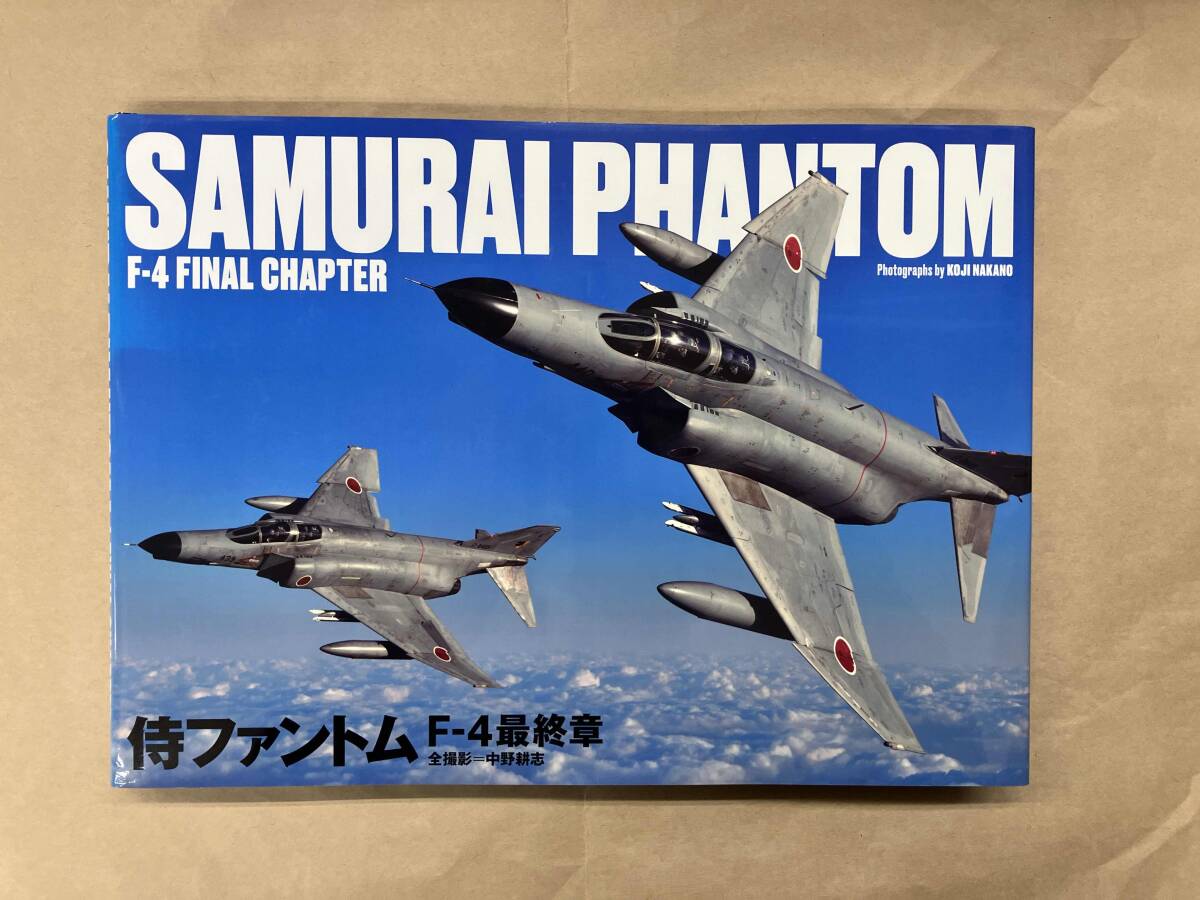 SAMURAI PHANTOM
F-4 FINAL CHAPTER
Photographs by KOJI NAKANO
侍ファントム F-4最終章
全撮影=中野耕志